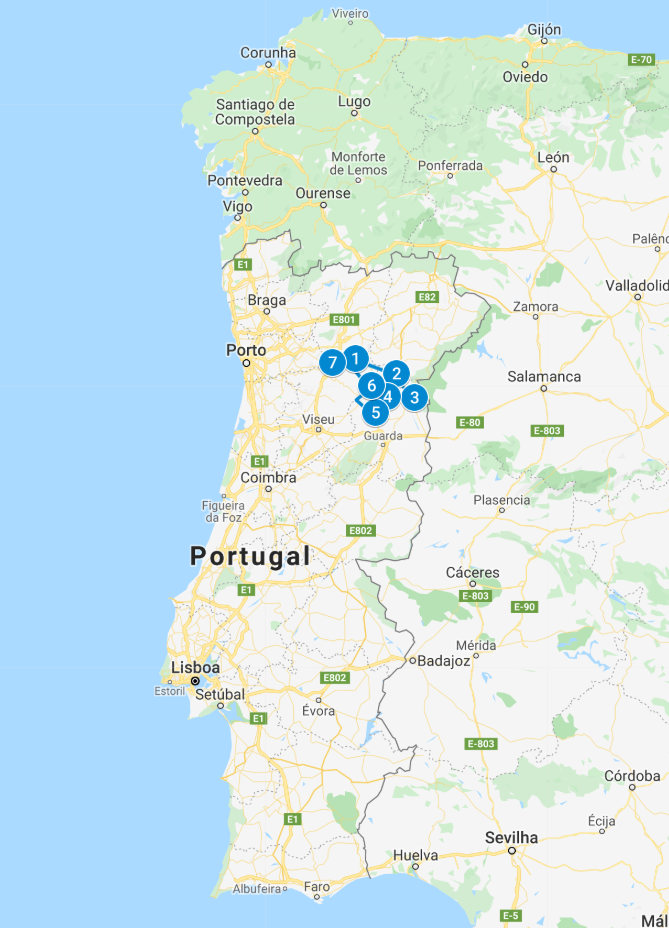 Viveiro
Gijón
Corunha
E-70
Oviedo
Santiago de
Compostela
Lugo
Monforte
de Lemos
Ponferrada
León
Pontevedra
Ourense
Vigo
Palênc
E1
Braga
E82
Valladolid
Zamora
E801
Porto
7
1
2
6
4
3
5
Salamanca
Viseu
E-80
E-803
Guarda
E1
Coimbra
Figueira
da Foz
Plasencia
E802
Portugal
Cáceres
E-803
E-90
E1
Mérida
Badajoz
Lisboa
E802
Estoril
Setúbal
Évora
E1
E-803
Córdoba
E1
Écija
Sevilha
Huelva
Albufeira
Faro
E-5
Mál